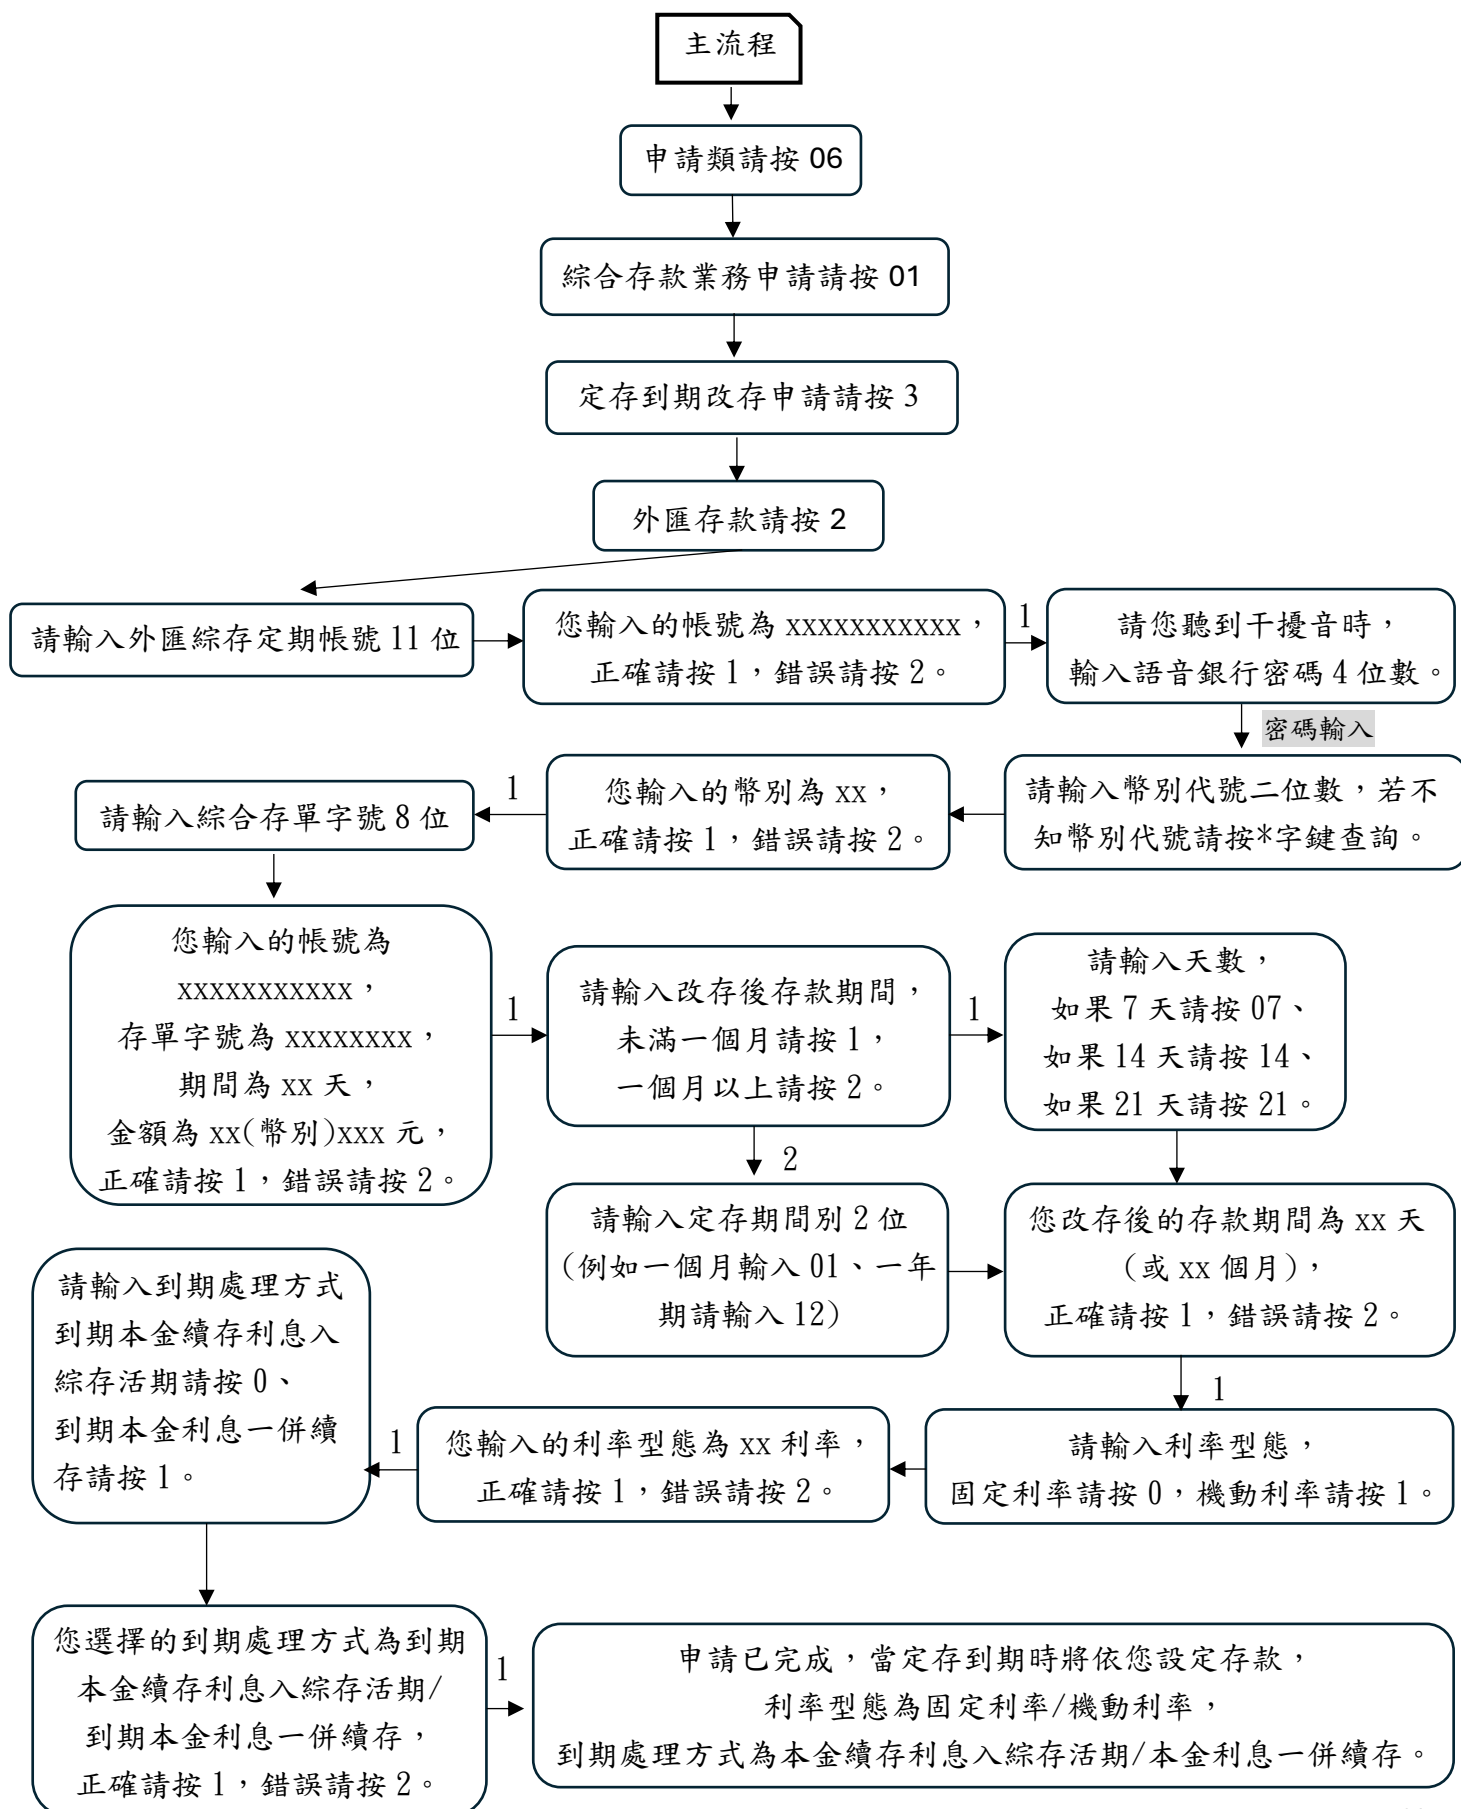 主流程
申請類請按 06
綜合存款業務申請請按 01
定存到期改存申請請按 3
外匯存款請按 2
請輸入外匯綜存定期帳號 11 位
您輸入的帳號為 xxxxxxxxxxx，
正確請按 1，錯誤請按 2。
1
請您聽到干擾音時，
輸入語音銀行密碼 4 位數。
密碼輸入
請輸入幣別代號二位數，若不
知幣別代號請按*字鍵查詢。
您輸入的幣別為 xx，
正確請按 1，錯誤請按 2。
1
請輸入綜合存單字號 8 位
您輸入的帳號為
xxxxxxxxxxx，
存單字號為 xxxxxxxx，
期間為 xx 天，
金額為 xx(幣別)xxx 元，
正確請按 1，錯誤請按 2。
1
請輸入改存後存款期間，
未滿一個月請按 1，
一個月以上請按 2。
1
請輸入天數，
如果 7 天請按 07、
如果 14 天請按 14、
如果 21 天請按 21。
2
請輸入定存期間別 2 位
(例如一個月輸入 01、一年
期請輸入 12)
您改存後的存款期間為 xx 天
(或 xx 個月)，
正確請按 1，錯誤請按 2。
1
請輸入利率型態，
固定利率請按 0，機動利率請按 1。
您輸入的利率型態為 xx 利率，
正確請按 1，錯誤請按 2。
1
請輸入到期處理方式
到期本金續存利息入
綜存活期請按 0、
到期本金利息一併續
存請按 1。
您選擇的到期處理方式為到期
本金續存利息入綜存活期/
到期本金利息一併續存，
正確請按 1，錯誤請按 2。
1
申請已完成，當定存到期時將依您設定存款，
利率型態為固定利率/機動利率，
到期處理方式為本金續存利息入綜存活期/本金利息一併續存。